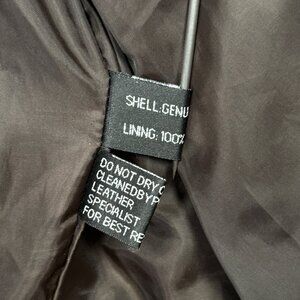 SHELL:GENU
LINING: 100%
DO NOT DRY C
CLEANEDBYP
LEATHER
SPECIALIST
FOR BEST RE